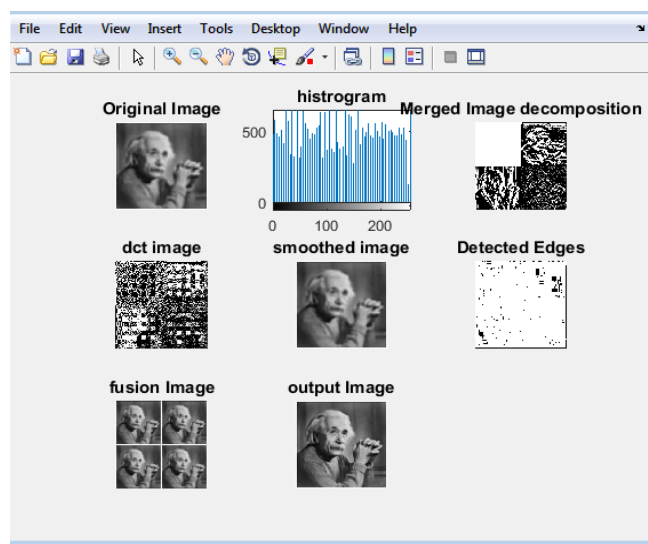 File Edit View Insert Tools Desktop Window Help
Original Image
histrogram
Merged Image decomposition
500
0
0 100 200
dct image
smoothed image
Detected Edges
fusion Image
output Image